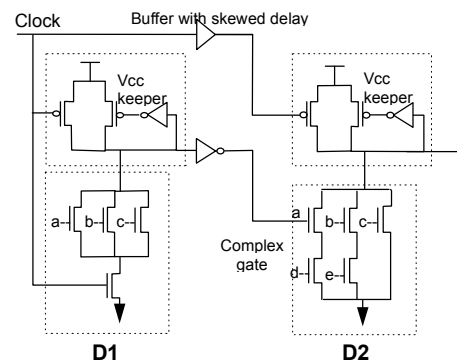 Clock
Buffer with skewed delay
Vcc
keeper
Vcc
keeper
a
b
c
a
b
c
Complex
gate
d
e
D1
D2